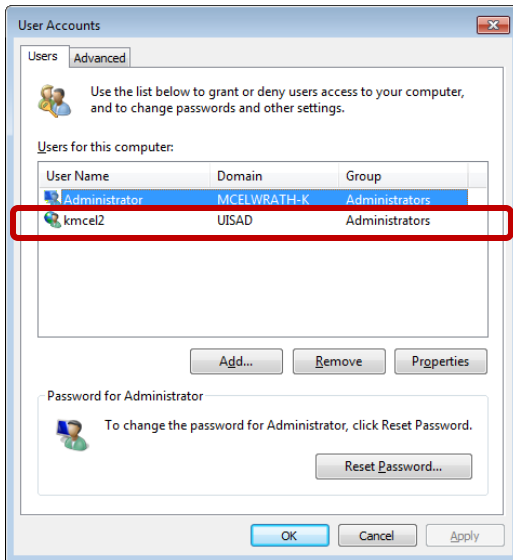 User Accounts
Users Advanced
Use the list below to grant or deny users access to your computer,
and to change passwords and other settings.
Users for this computer:
User Name Domain Group
Administrator MCELWRATH-K Administrators
kmcel2 UISAD Administrators
Add... Remove Properties
Password for Administrator
To change the password for Administrator, click Reset Password.
Reset Password...
OK Cancel Apply